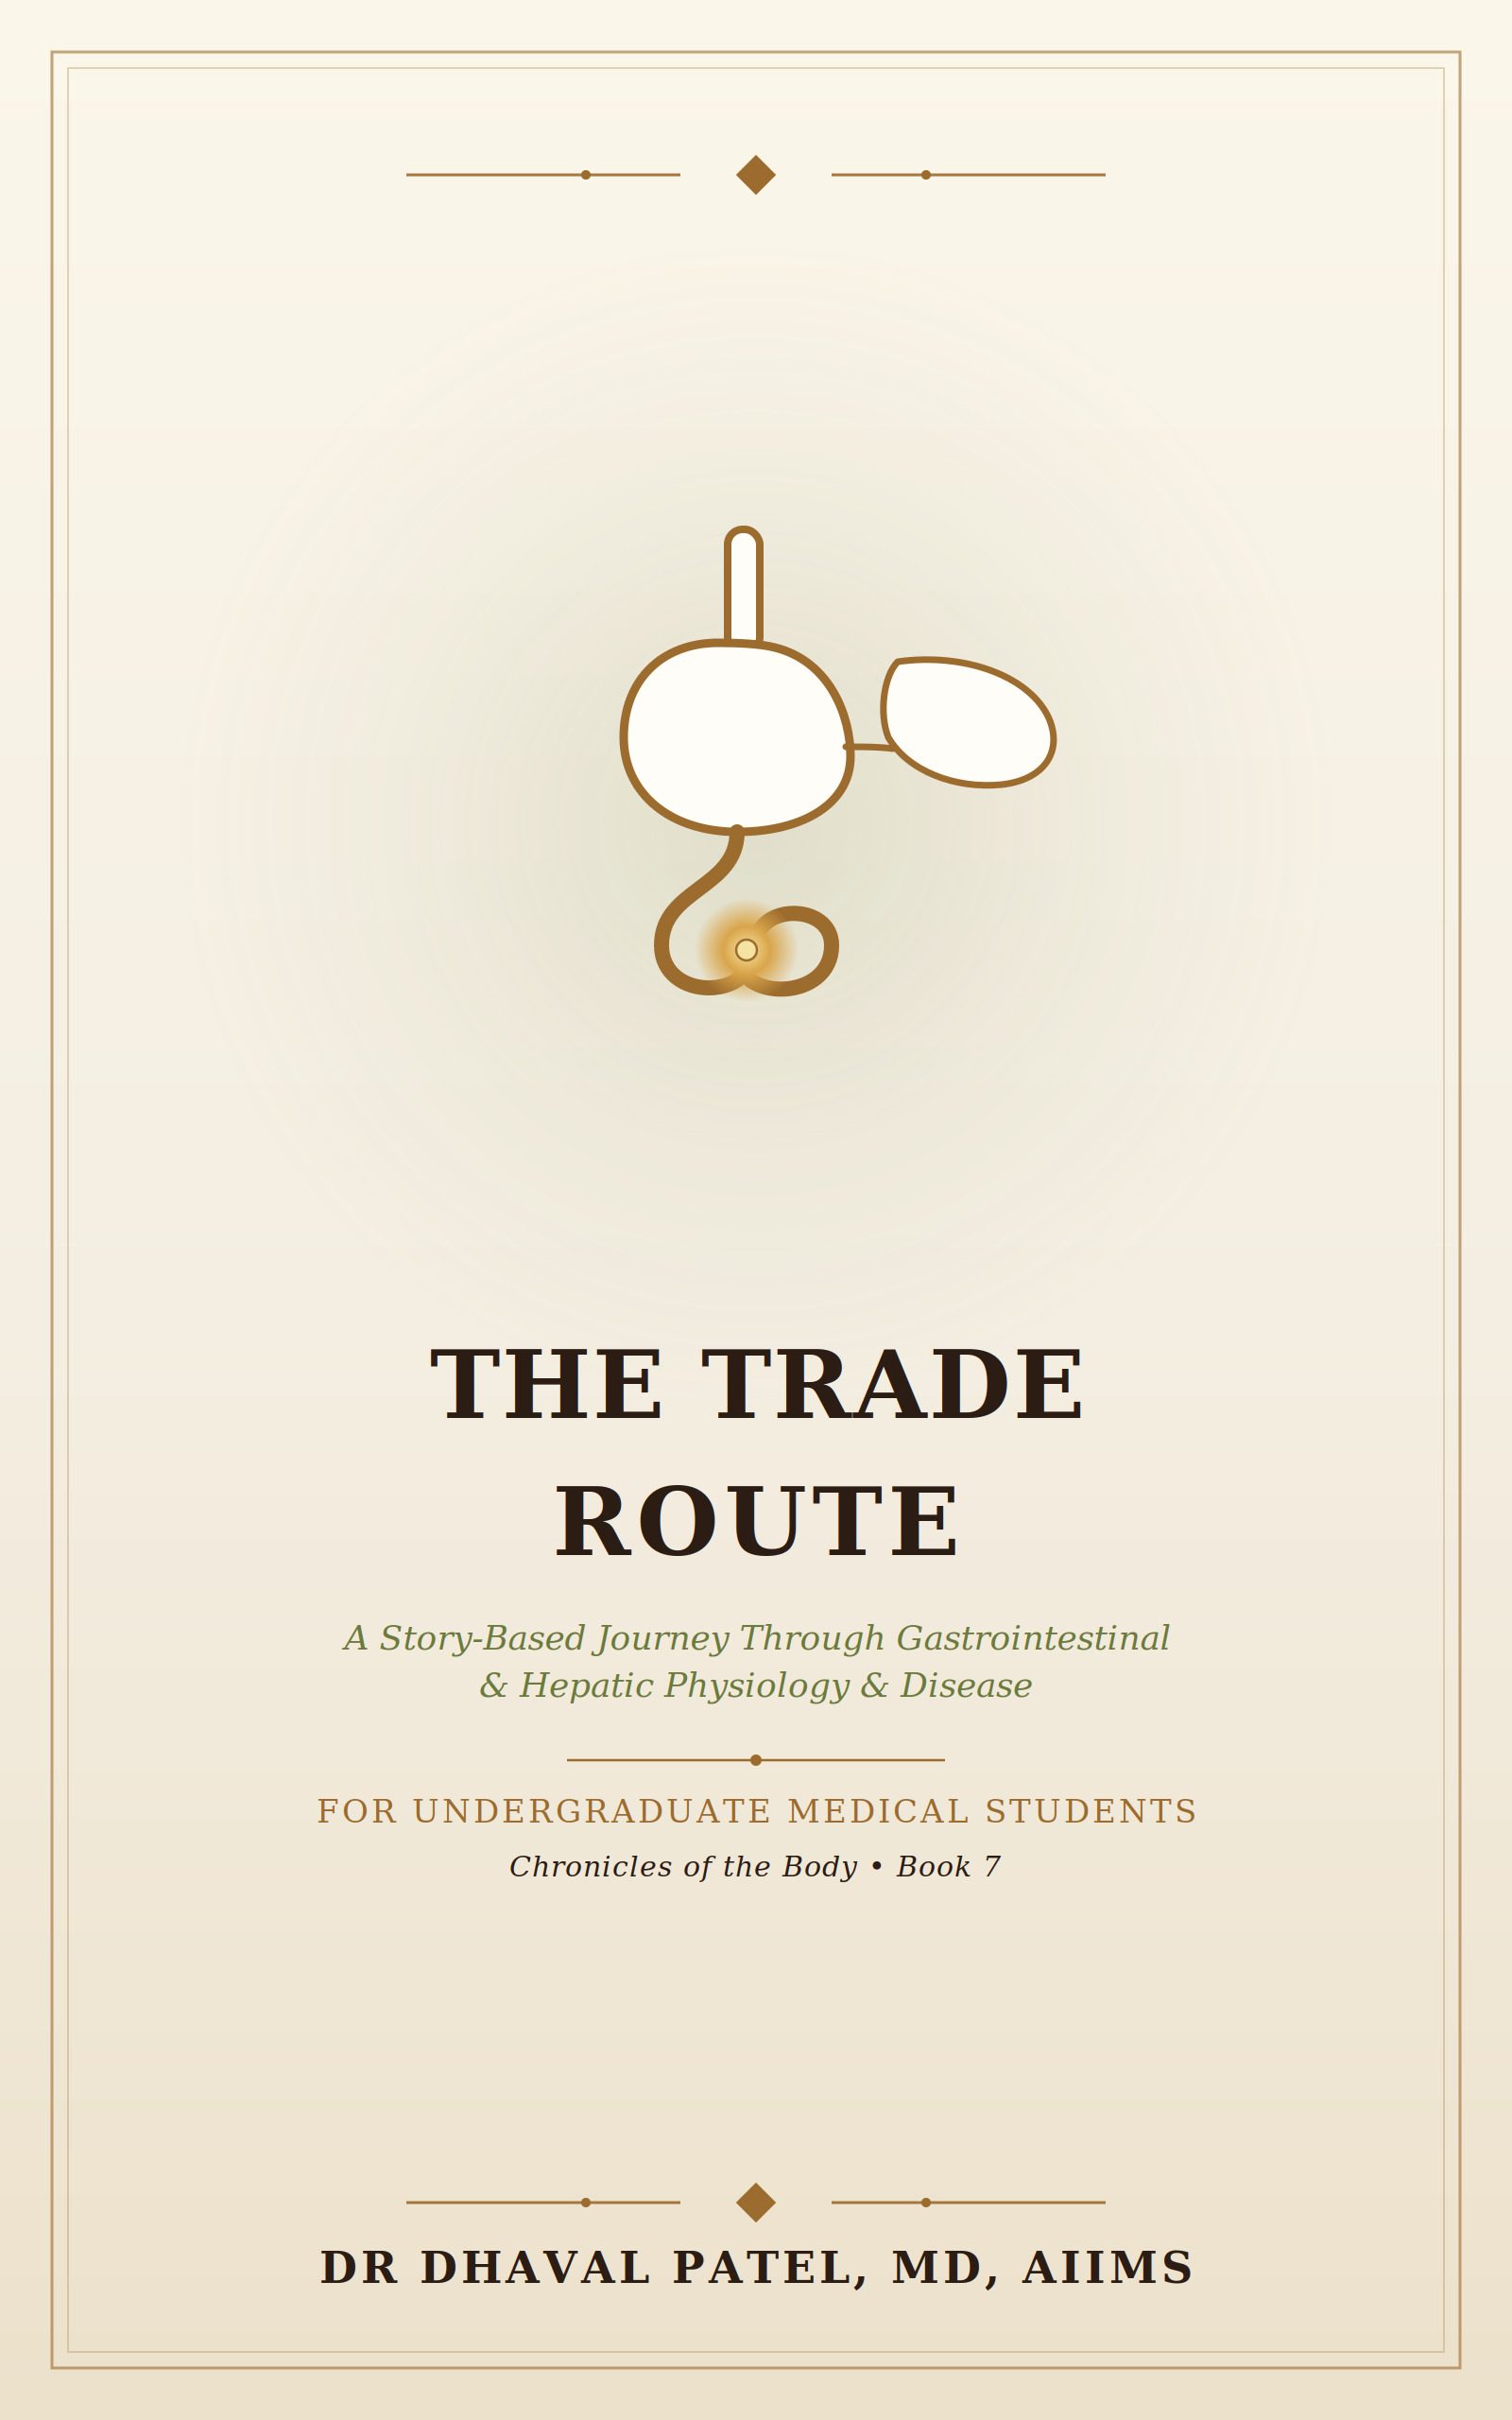 THE TRADE
ROUTE
A Story-Based Journey Through Gastrointestinal
& Hepatic Physiology & Disease
FOR UNDERGRADUATE MEDICAL STUDENTS
Chronicles of the Body • Book 7
DR DHAVAL PATEL, MD, AIIMS